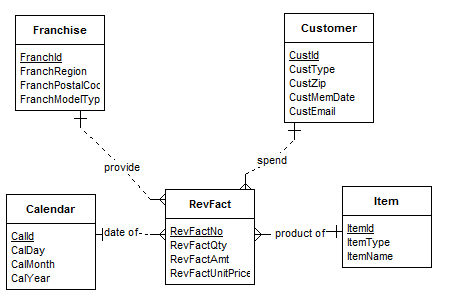 Franchise
FranchId
FranchRegion
FranchPostalCoc
FranchModelTyp
Customer
CustId
CustType
CustZip
CustMemDate
CustEmail
provide
spend
Calendar
CalId
CalDay
CalMonth
CalYear
date of
RevFact
RevFactNo
RevFactQty
RevFactAmt
RevFactUnitPrice
product of
Item
ItemId
ItemType
ItemName